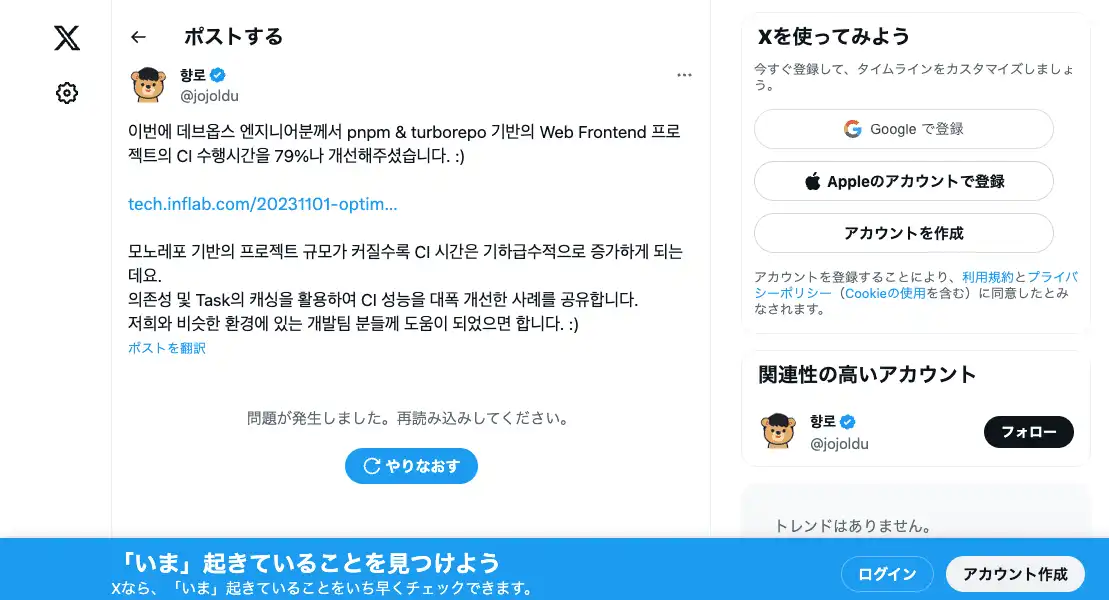 ポストする
향로
@jojoldu
이번에 데브옵스 엔지니어분께서 pnpm & turborepo 기반의 Web Frontend 프로
젝트의 CI 수행시간을 79%나 개선해주셨습니다. :)
tech.inflab.com/20231101-optim...
모노레포 기반의 프로젝트 규모가 커질수록 CI 시간은 기하급수적으로 증가하게 되는
데요.
의존성 및 Task의 캐싱을 활용하여 CI 성능을 대폭 개선한 사례를 공유합니다.
저희와 비슷한 환경에 있는 개발팀 분들께 도움이 되었으면 합니다. :)
ポストを翻訳
問題が発生しました。再読み込みしてください。
やりなおす
Xを使ってみよう
今すぐ登録して、タイムラインをカスタマイズしましょ
う。
Google で登録
Appleのアカウントで登録
アカウントを作成
アカウントを登録することにより、利用規約とプライバ
シーポリシー（Cookieの使用を含む）に同意したとみ
なされます。
関連性の高いアカウント
향로
@jojoldu
フォロー
トレンドはありません。
「いま」起きていることを見つけよう
Xなら、「いま」起きていることをいち早くチェックできます。
ログイン
アカウント作成